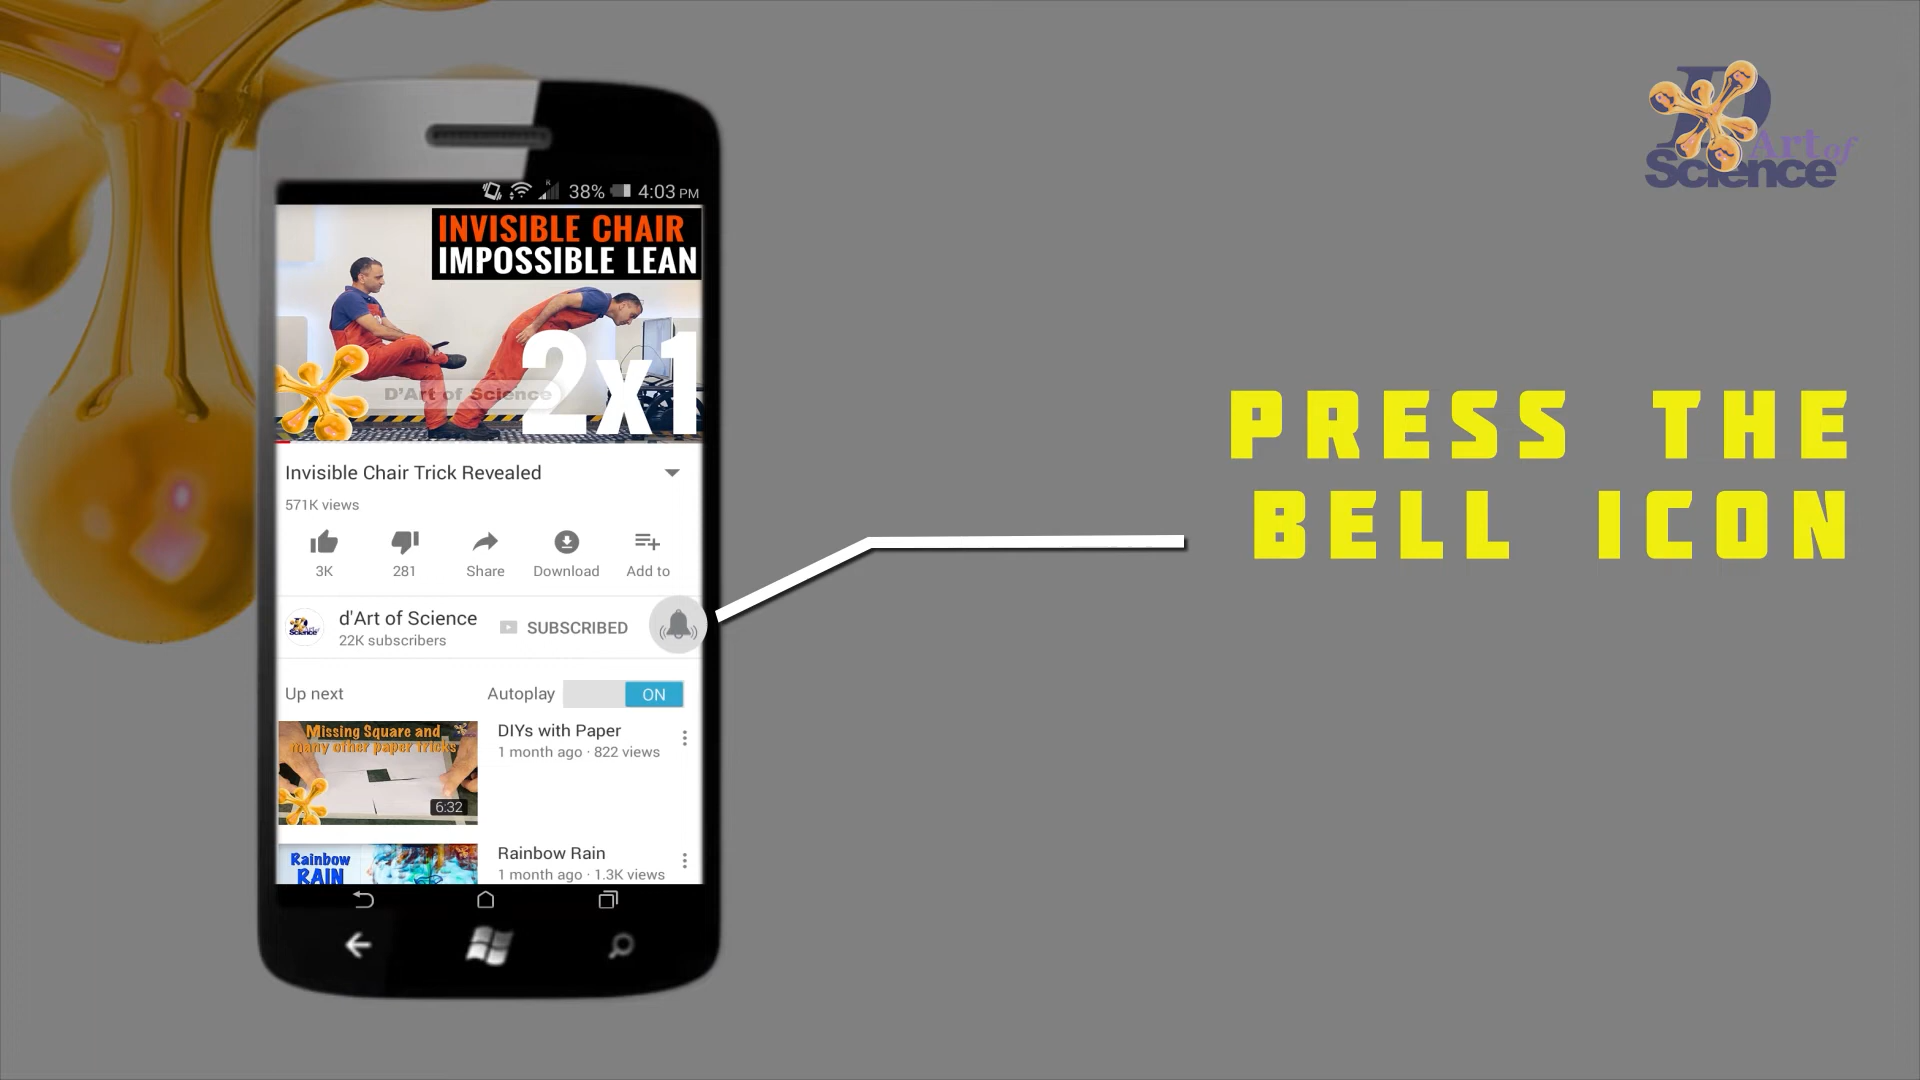 D
Art of
Science
38% 4:03 PM
INVISIBLE CHAIR
IMPOSSIBLE LEAN
2x1
D'Art of Science
Invisible Chair Trick Revealed
571K views
3K 281 Share Download Add to
d'Art of Science
22K subscribers
SUBSCRIBED
PRESS THE
BELL ICON
Up next Autoplay ON
Missing Square and
many other paper tricks
6:32
DIYs with Paper
1 month ago · 822 views
Rainbow
RAIN
Rainbow Rain
1 month ago · 1.3K views